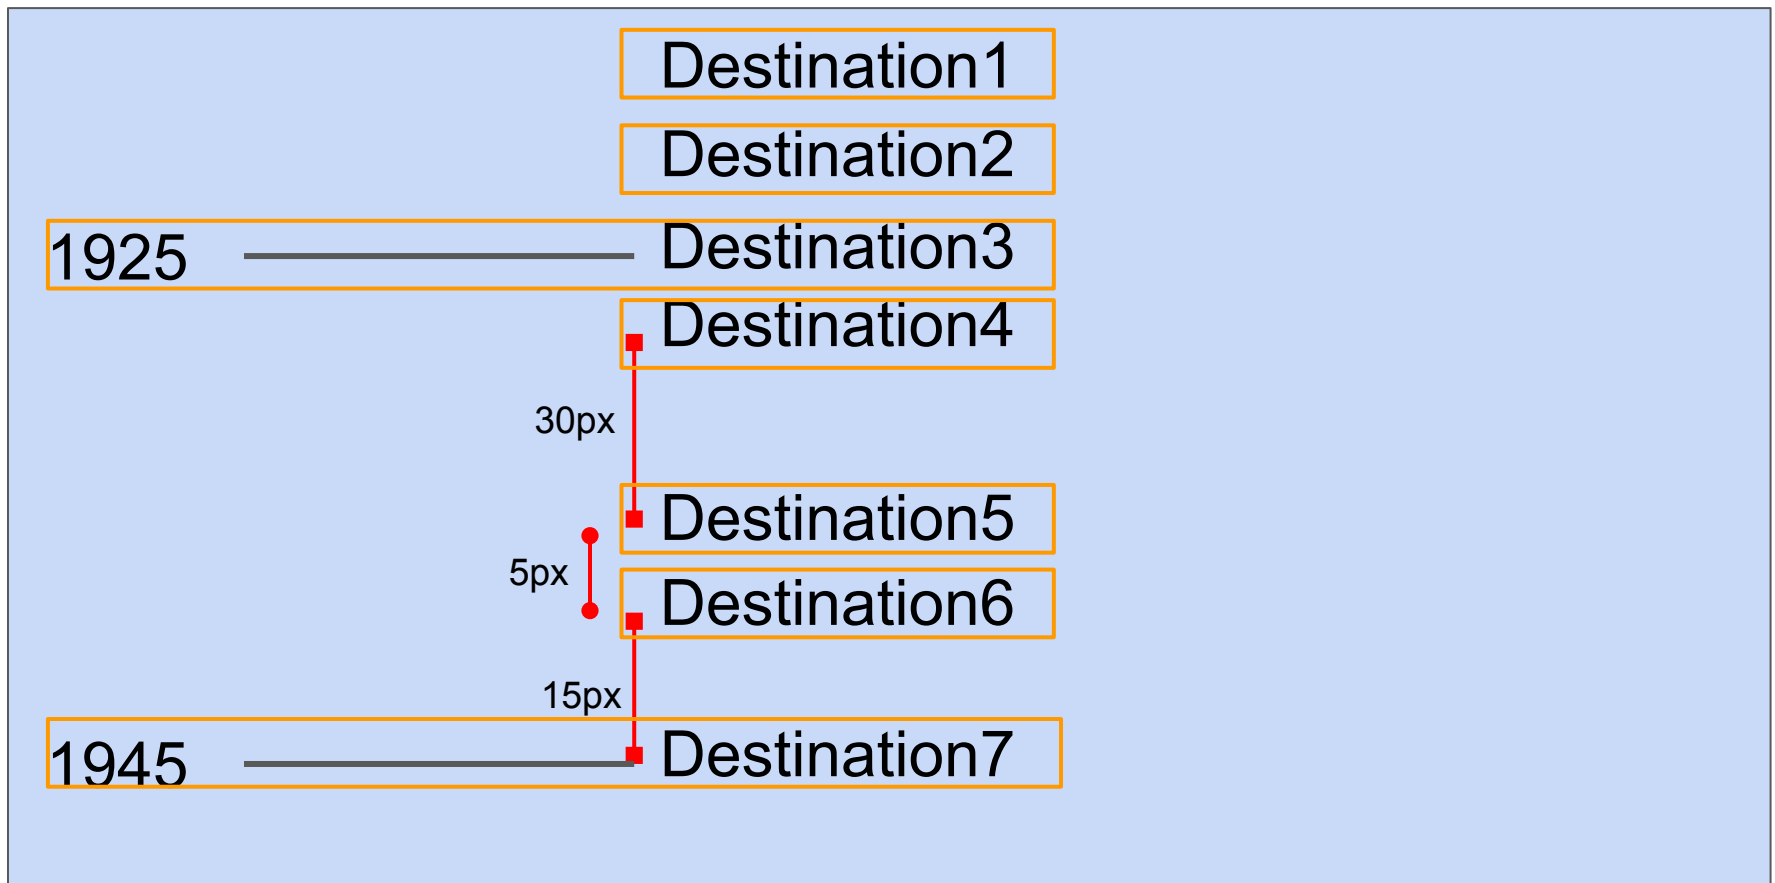 Destination1
Destination2
1925 Destination3
Destination4
30px
Destination5
5px
Destination6
15px
1945 Destination7